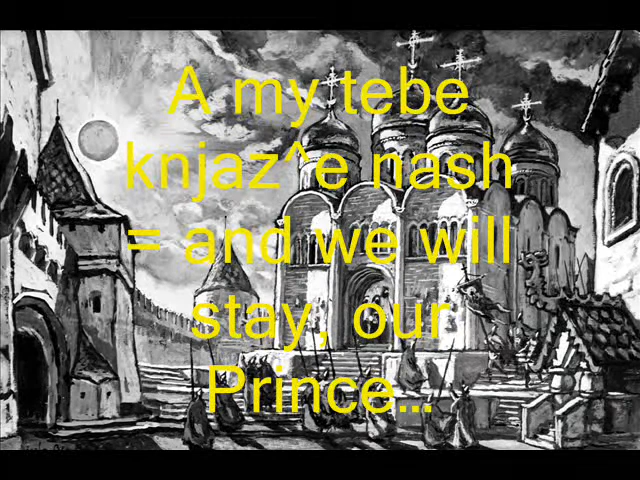 A my tebe
knjaz^e nash
= and we will
stay, our
Prince...